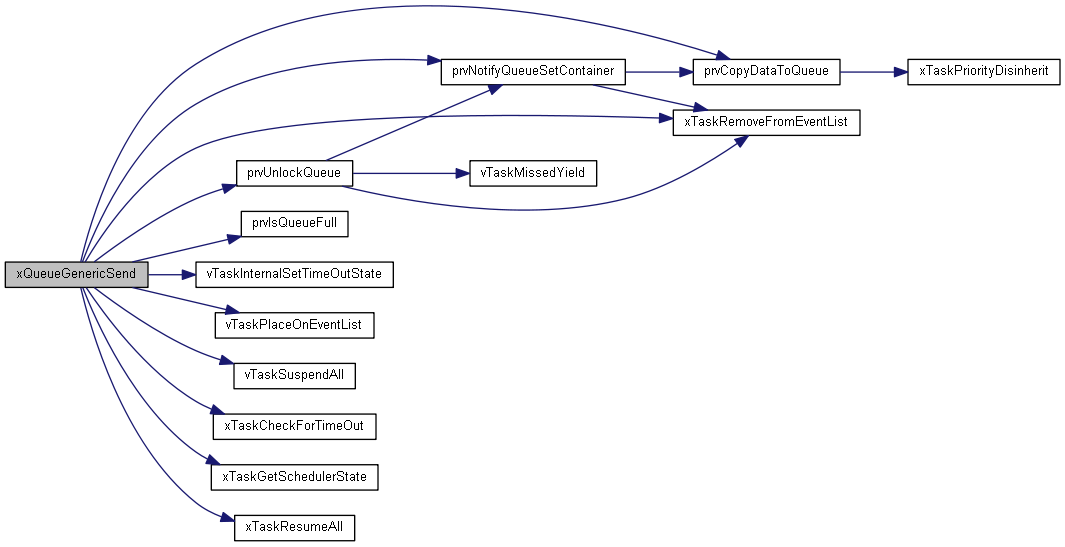 prvNotifyQueueSetContainer
prvCopyDataToQueue
xTaskPriorityDisinherit
xTaskRemoveFromEventList
prvUnlockQueue
vTaskMissedYield
prvIsQueueFull
xQueueGenericSend
vTaskInternalSetTimeOutState
vTaskPlaceOnEventList
vTaskSuspendAll
xTaskCheckForTimeOut
xTaskGetSchedulerState
xTaskResumeAll